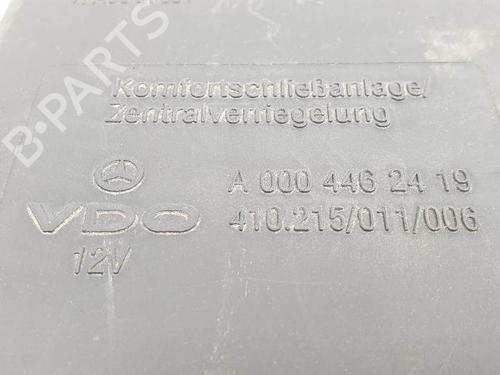 Komfortschließanlage/
Zentralverriegelung
A 000 446 24 19
VDO 410.215/011/006
12V
B-PARTS